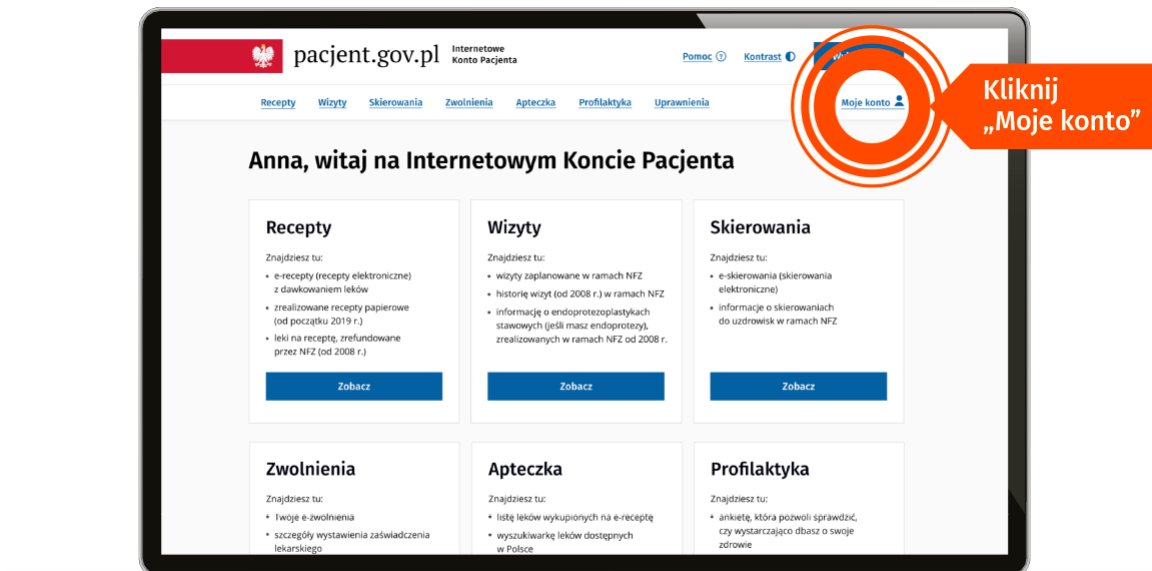 pacjent.gov.pl
Internetowe
Konto Pacjenta
Pomoc
Kontrast
Recepty
Wizyty
Skierowania
Zwolnienia
Apteczka
Profilaktyka
Uprawnienia
Moje konto
Kliknij
„Moje konto”
Anna, witaj na Internetowym Koncie Pacjenta
Recepty
Znajdziesz tu:
• e-recepty (recepty elektroniczne)
z dawkowaniem leków
• zrealizowane recepty papierowe
(od początku 2019 r.)
• leki na receptę, zrefundowane
przez NFZ (od 2008 r.)
Zobacz
Wizyty
Znajdziesz tu:
• wizyty zaplanowane w ramach NFZ
• historię wizyt (od 2008 r.) w ramach NFZ
• informację o endoprotezoplastykach
stawowych (jeśli masz endoprotezy),
zrealizowanych w ramach NFZ od 2008 r.
Zobacz
Skierowania
Znajdziesz tu:
• e-skierowania (skierowania
elektroniczne)
• informacje o skierowaniach
do uzdrowisk w ramach NFZ
Zobacz
Zwolnienia
Znajdziesz tu:
• Twoje e-zwolnienia
• szczegóły wystawienia zaświadczenia
lekarskiego
Apteczka
Znajdziesz tu:
• listę leków wykupionych na e-receptę
• wyszukiwarkę leków dostępnych
w Polsce
Profilaktyka
Znajdziesz tu:
• ankietę, która pozwoli sprawdzić,
czy wystarczająco dbasz o swoje
zdrowie